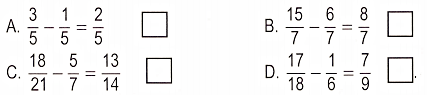 A. 3/5 − 1/5 = 2/5 □ B. 15/7 − 6/7 = 8/7 □
C. 18/21 − 5/7 = 13/14 □ D. 17/18 − 1/6 = 7/9 □.